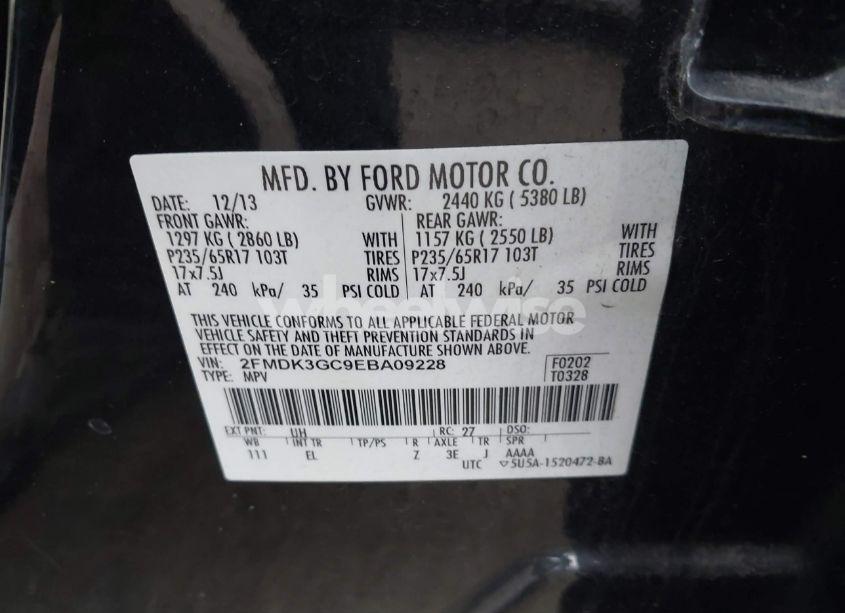 MFD. BY FORD MOTOR CO.
DATE: 12/13 GVWR: 2440 KG ( 5380 LB)
FRONT GAWR: REAR GAWR:
1297 KG ( 2860 LB) WITH 1157 KG ( 2550 LB) WITH
P235/65R17 103T TIRES P235/65R17 103T TIRES
17x7.5J RIMS 17x7.5J RIMS
AT 240 kPa/ 35 PSI COLD AT 240 kPa/ 35 PSI COLD
wheelwise
THIS VEHICLE CONFORMS TO ALL APPLICABLE FEDERAL MOTOR
VEHICLE SAFETY AND THEFT PREVENTION STANDARDS IN
EFFECT ON THE DATE OF MANUFACTURE SHOWN ABOVE.
VIN: 2FMDK3GC9EBA09228 F0202
TYPE: MPV T0328
EXT PNT: UH RC: 27 DSO:
WB INT TR TP/PS R AXLE TR SPR
111 EL Z 3E J AAAA
UTC ▽5U5A-1520472-BA